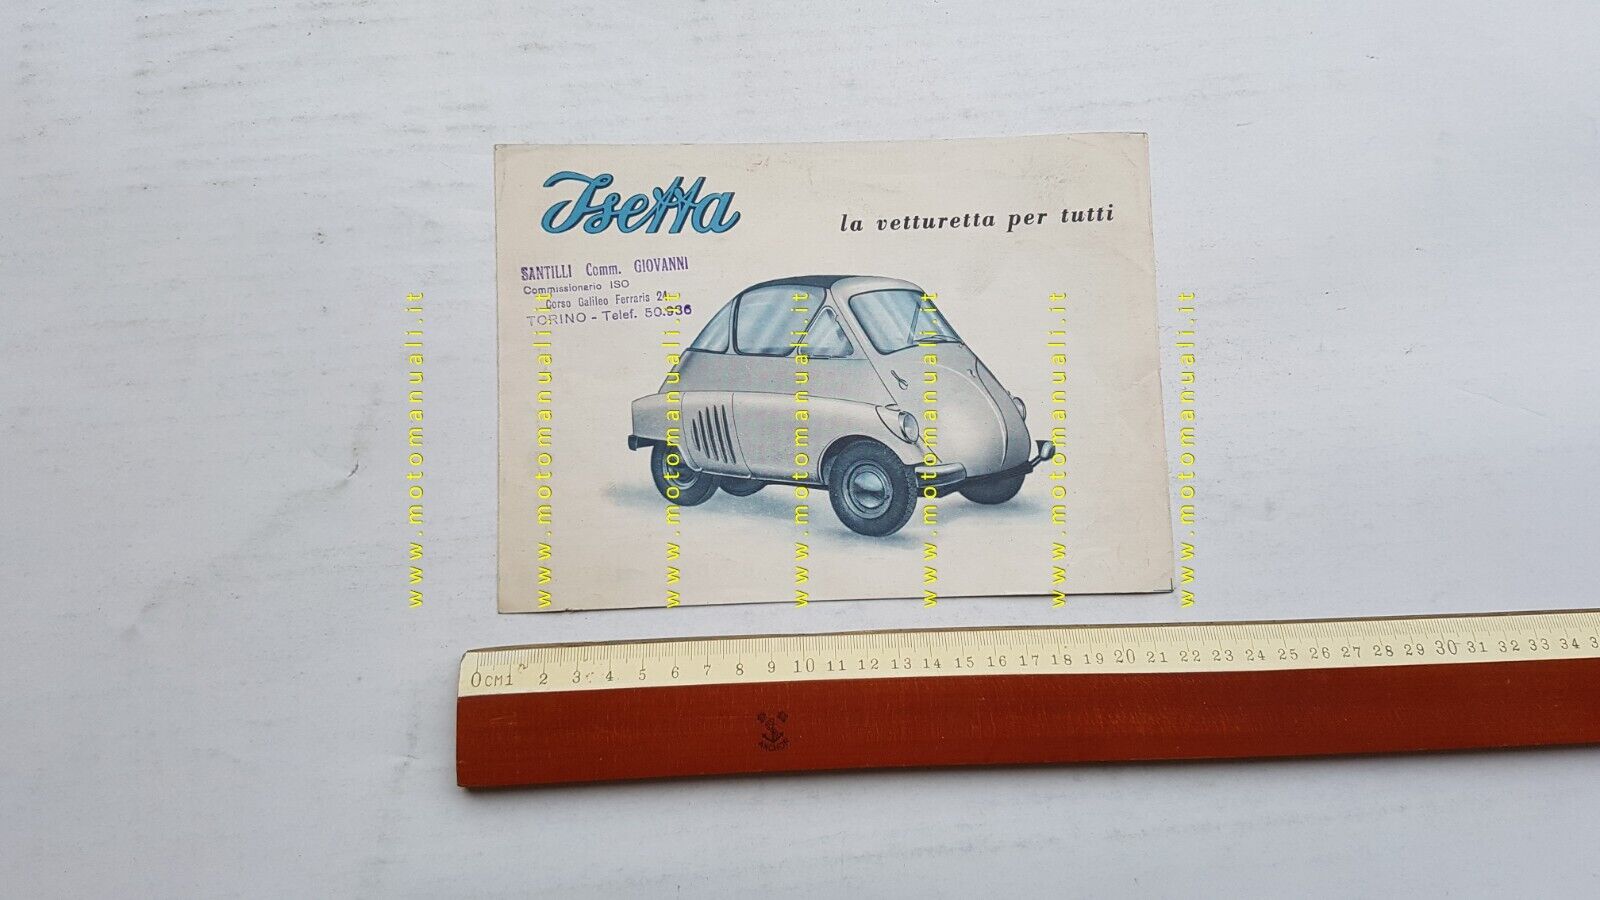 Isetta
la vetturetta per tutti
SANTILLI Comm. GIOVANNI
Commissionario ISO
Corso Galileo Ferraris 24
TORINO - Telef. 50.936
www.motomanuali.it
www.motomanuali.it
www.motomanuali.it
www.motomanuali.it
www.motomanuali.it
www.motomanuali.it
www.motomanuali.it
0 CM 1 2 3 4 5 6 7 8 9 10 11 12 13 14 15 16 17 18 19 20 21 22 23 24 25 26 27 28 29 30 31 32 33 34
ANCHOR